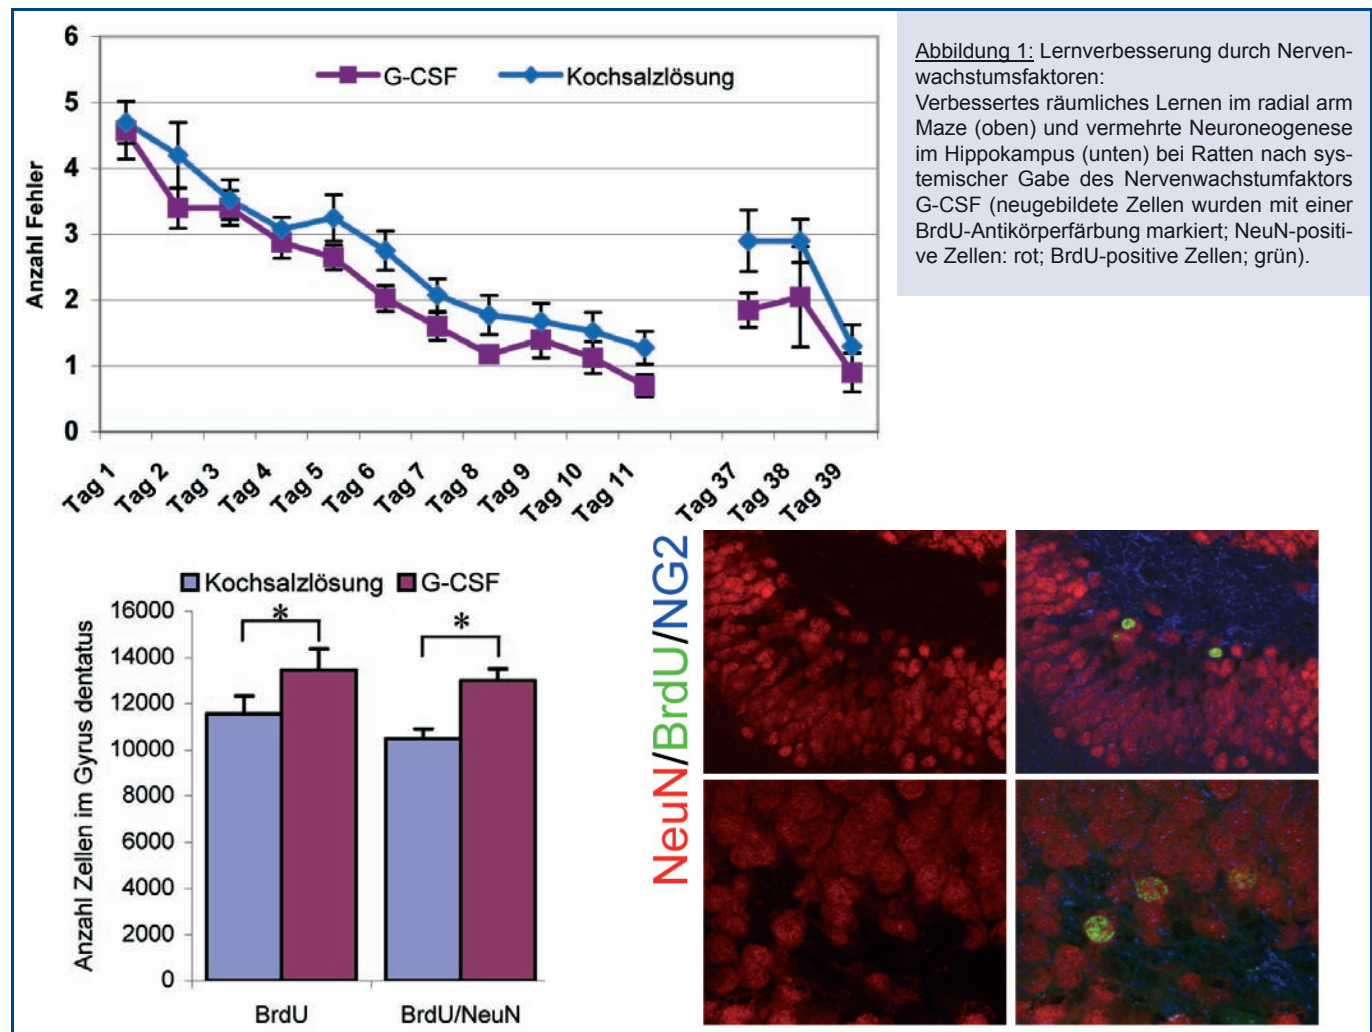 6
5
4
3
2
1
0
Anzahl Fehler
G-CSF Kochsalzlösung
Tag 1 Tag 2 Tag 3 Tag 4 Tag 5 Tag 6 Tag 7 Tag 8 Tag 9 Tag 10 Tag 11 Tag 37 Tag 38 Tag 39
Abbildung 1: Lernverbesserung durch Nerven-
wachstumsfaktoren:
Verbessertes räumliches Lernen im radial arm
Maze (oben) und vermehrte Neuroneogenese
im Hippokampus (unten) bei Ratten nach sys-
temischer Gabe des Nervenwachstumfaktors
G-CSF (neugebildete Zellen wurden mit einer
BrdU-Antikörperfärbung markiert; NeuN-positi-
ve Zellen: rot; BrdU-positive Zellen; grün).
Kochsalzlösung G-CSF
16000
14000
12000
10000
8000
6000
4000
2000
0
Anzahl Zellen im Gyrus dentatus
* *
BrdU BrdU/NeuN
NeuN/BrdU/NG2